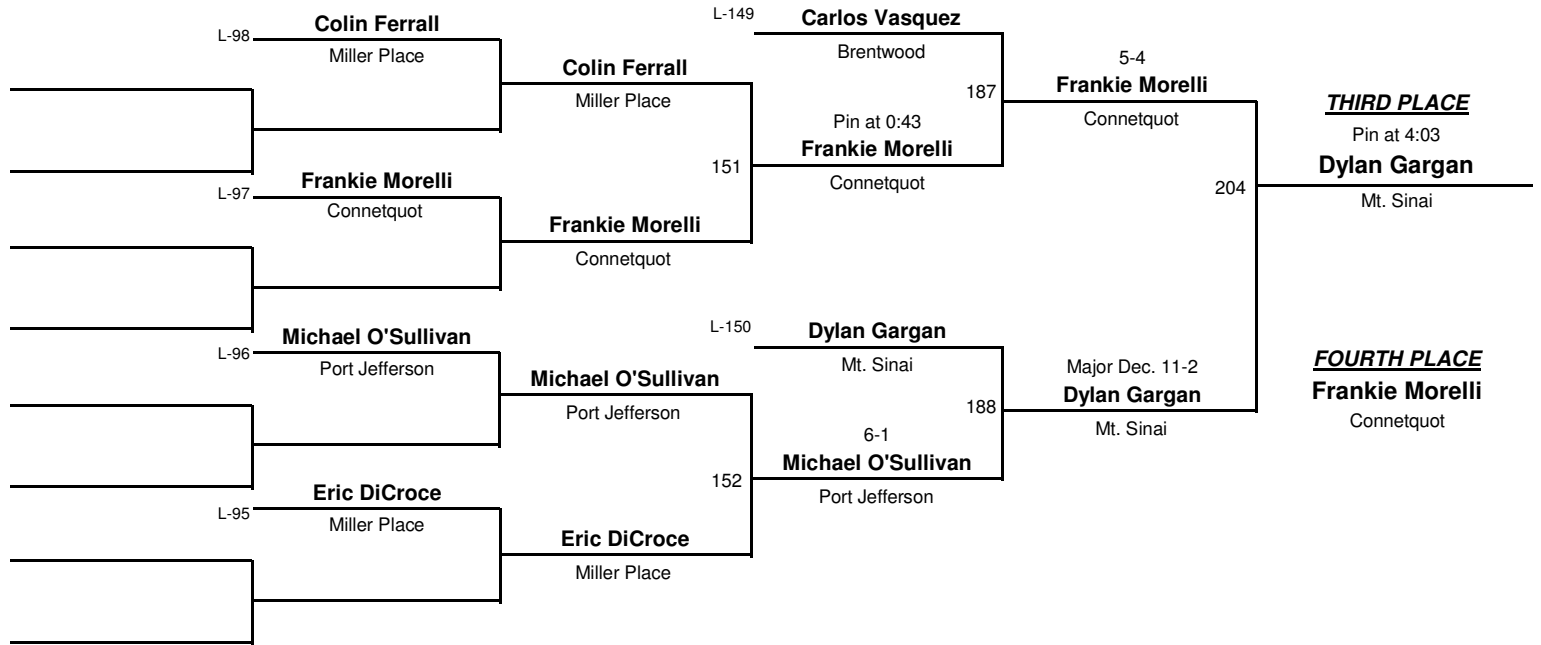 L-98
Colin Ferrall
Miller Place
Colin Ferrall
Miller Place
L-97
Frankie Morelli
Connetquot
151
Frankie Morelli
Connetquot
L-96
Michael O'Sullivan
Port Jefferson
Michael O'Sullivan
Port Jefferson
L-95
Eric DiCroce
Miller Place
152
Eric DiCroce
Miller Place
L-149
Carlos Vasquez
Brentwood
187
Pin at 0:43
Frankie Morelli
Connetquot
L-150
Dylan Gargan
Mt. Sinai
188
6-1
Michael O'Sullivan
Port Jefferson
5-4
Frankie Morelli
Connetquot
204
Major Dec. 11-2
Dylan Gargan
Mt. Sinai
THIRD PLACE
Pin at 4:03
Dylan Gargan
Mt. Sinai
FOURTH PLACE
Frankie Morelli
Connetquot